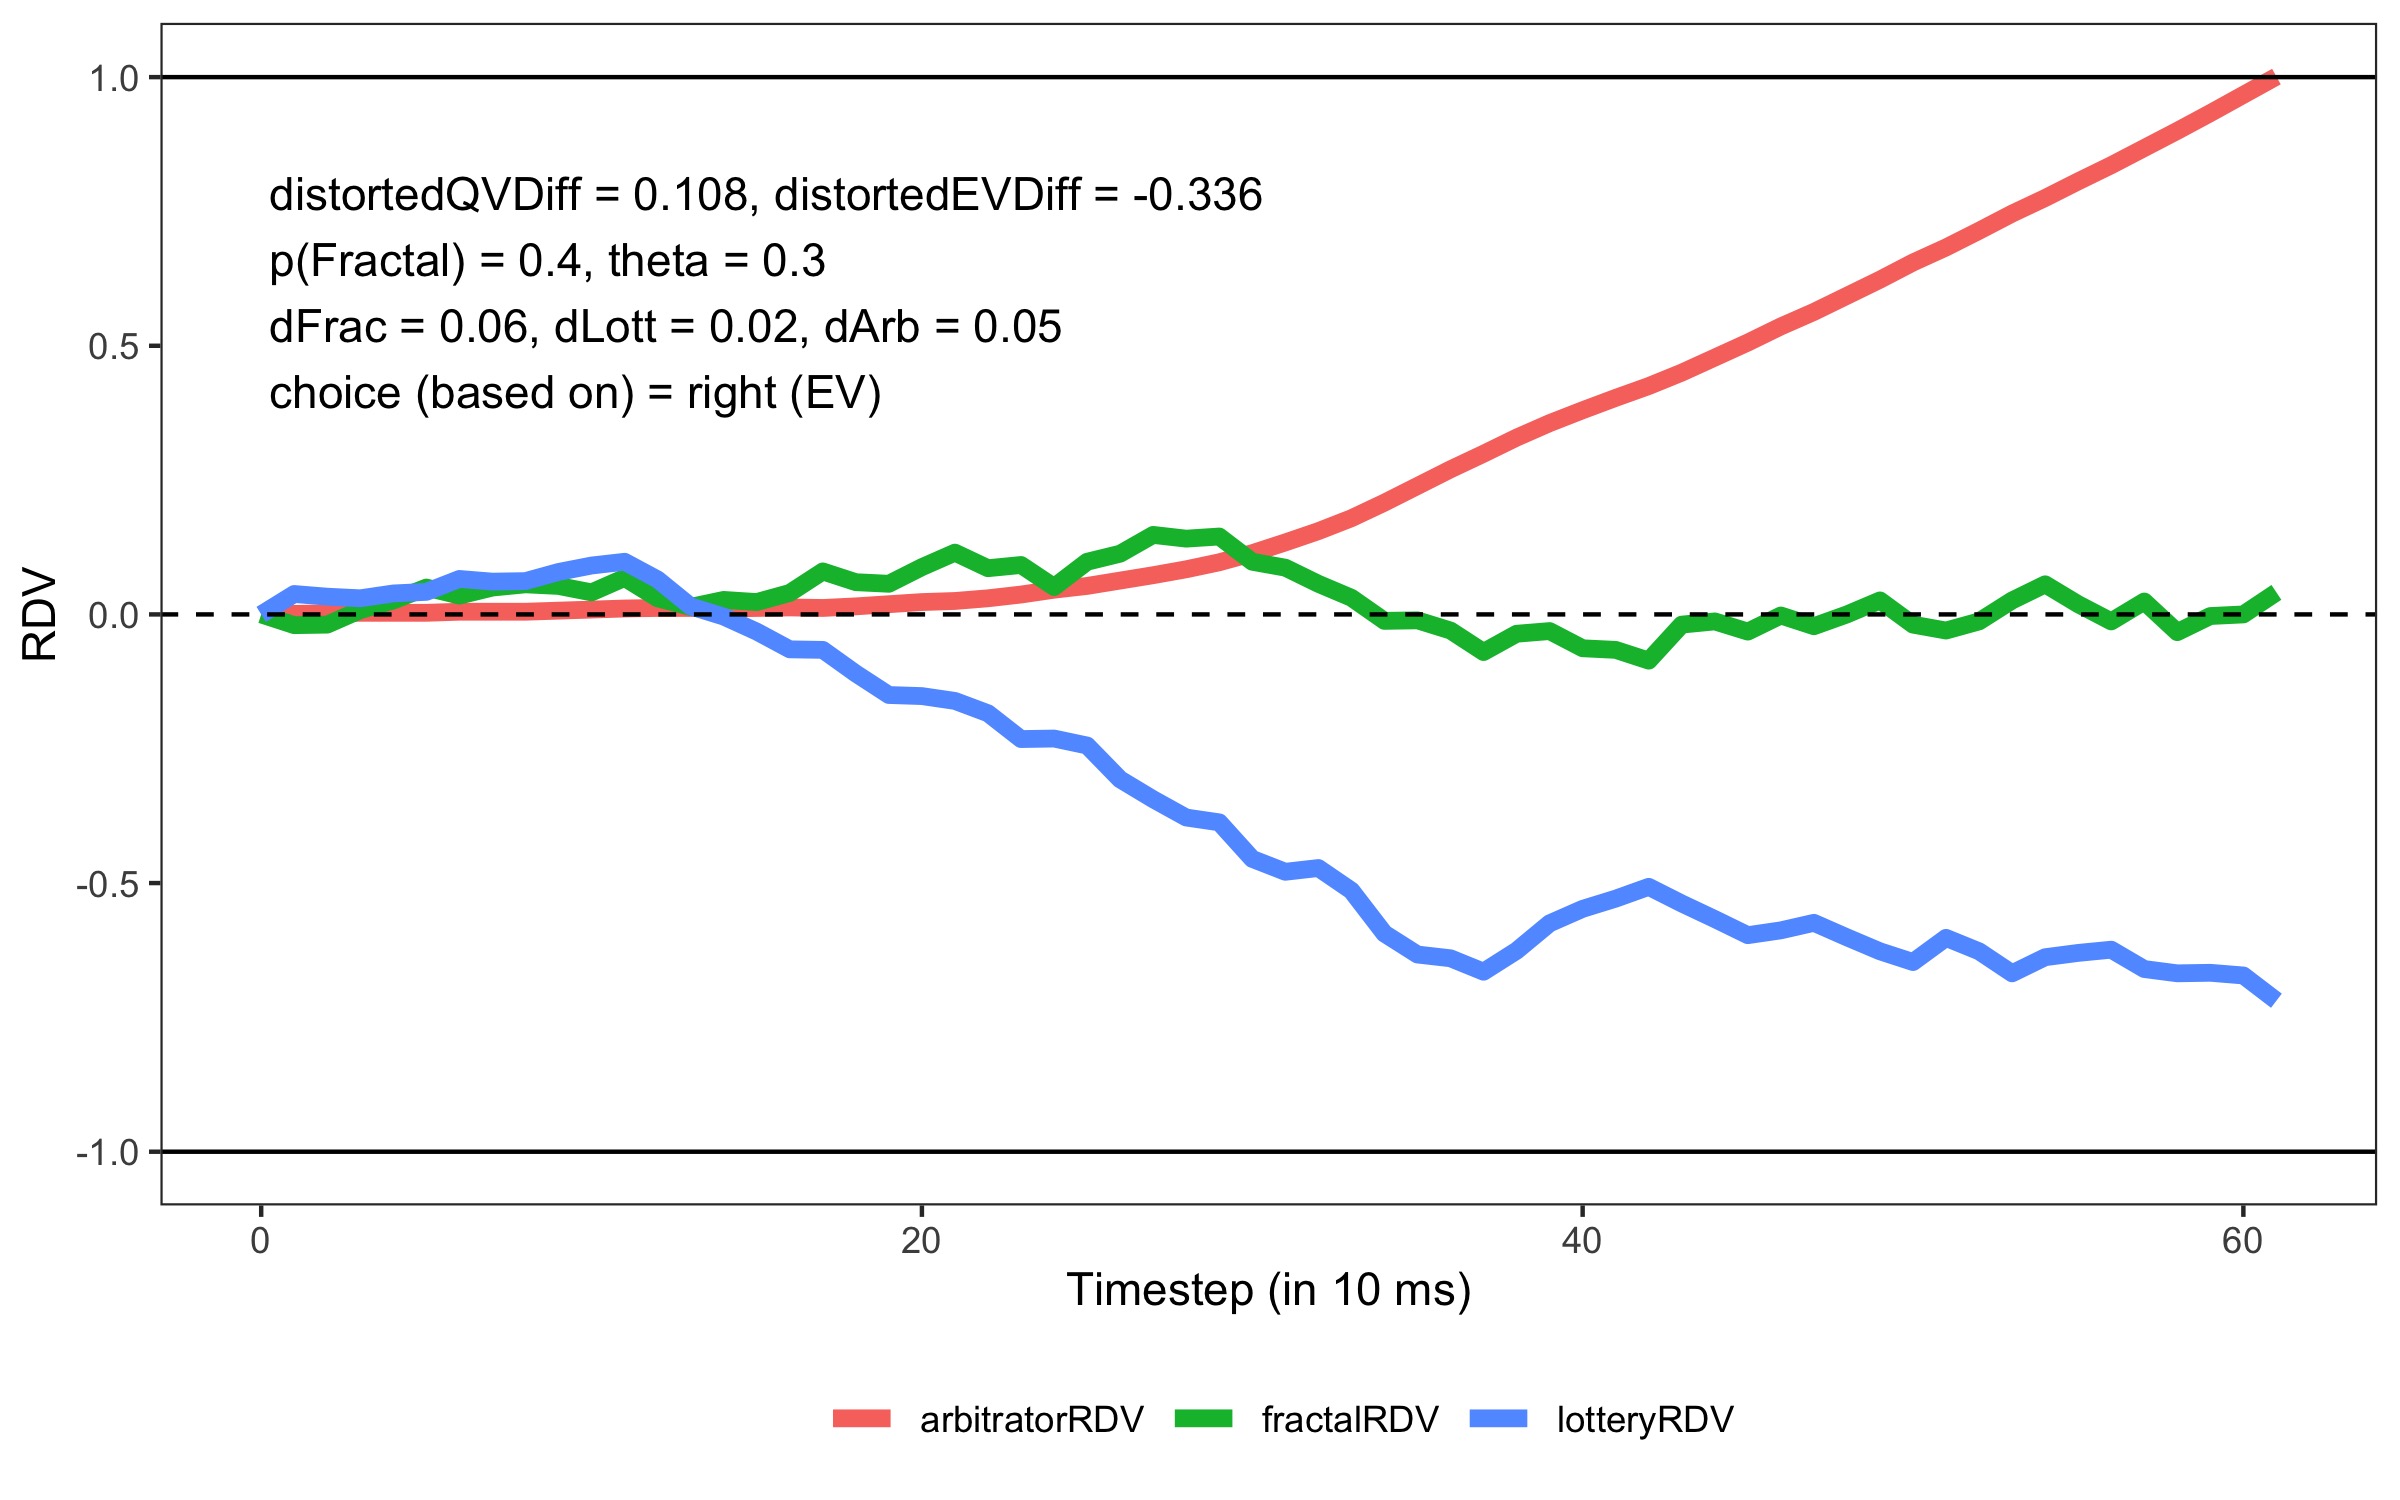 1.0
distortedQVDiff = 0.108, distortedEVDiff = -0.336
p(Fractal) = 0.4, theta = 0.3
dFrac = 0.06, dLott = 0.02, dArb = 0.05
0.5
choice (based on) = right (EV)
RDV
0.0
-0.5
-1.0
0 20 40 60
Timestep (in 10 ms)
arbitratorRDV fractalRDV lotteryRDV